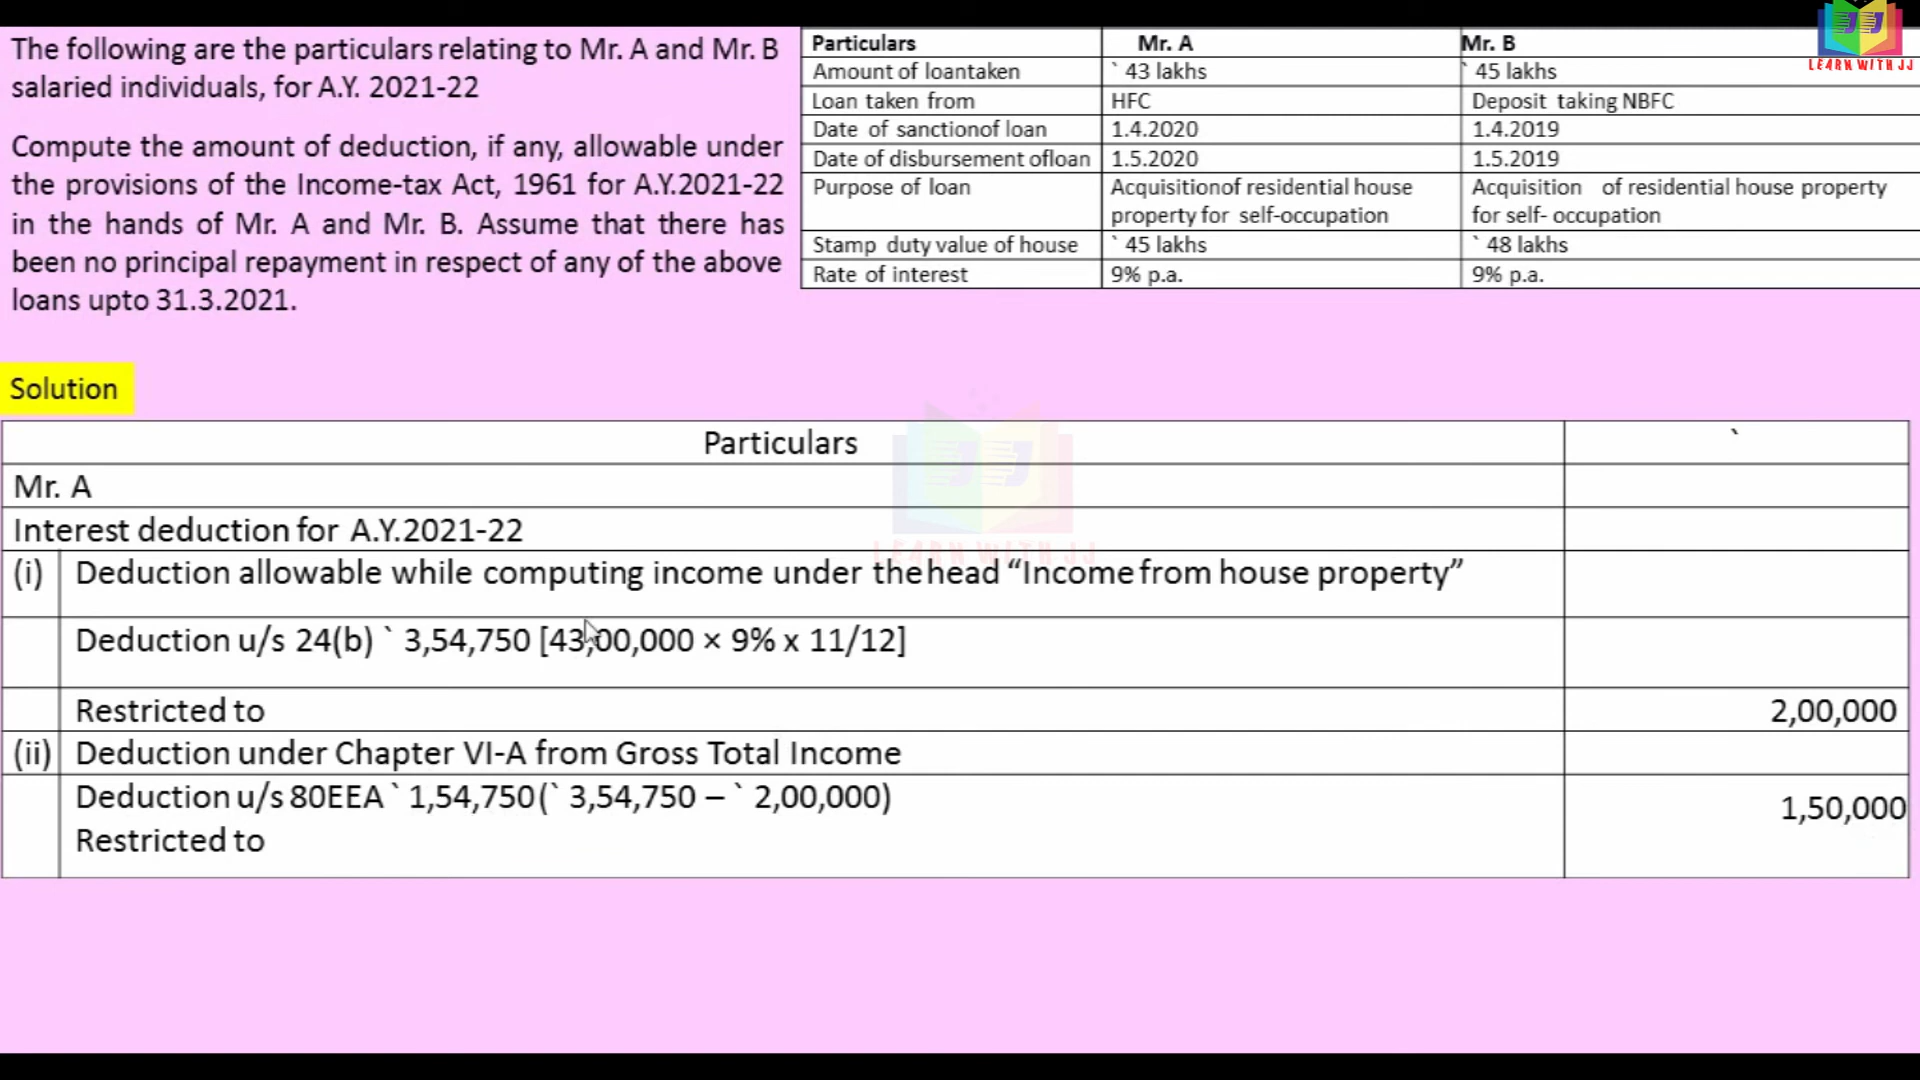 The following are the particulars relating to Mr. A and Mr. B
salaried individuals, for A.Y. 2021-22
Compute the amount of deduction, if any, allowable under
the provisions of the Income-tax Act, 1961 for A.Y.2021-22
in the hands of Mr. A and Mr. B. Assume that there has
been no principal repayment in respect of any of the above
loans upto 31.3.2021.
Particulars Mr. A Mr. B
Amount of loantaken ` 43 lakhs ` 45 lakhs
Loan taken from HFC Deposit taking NBFC
Date of sanctionof loan 1.4.2020 1.4.2019
Date of disbursement ofloan 1.5.2020 1.5.2019
Purpose of loan Acquisitionof residential house Acquisition of residential house property
property for self-occupation for self- occupation
Stamp duty value of house ` 45 lakhs ` 48 lakhs
Rate of interest 9% p.a. 9% p.a.
LEARN WITH JJ
Solution
Particulars `
Mr. A
Interest deduction for A.Y.2021-22
(i) Deduction allowable while computing income under the head “Income from house property”
Deduction u/s 24(b) ` 3,54,750 [43,00,000 × 9% x 11/12]
Restricted to 2,00,000
(ii) Deduction under Chapter VI-A from Gross Total Income
Deduction u/s 80EEA ` 1,54,750 (` 3,54,750 – ` 2,00,000) 1,50,000
Restricted to
JJ
LEARN WITH JJ